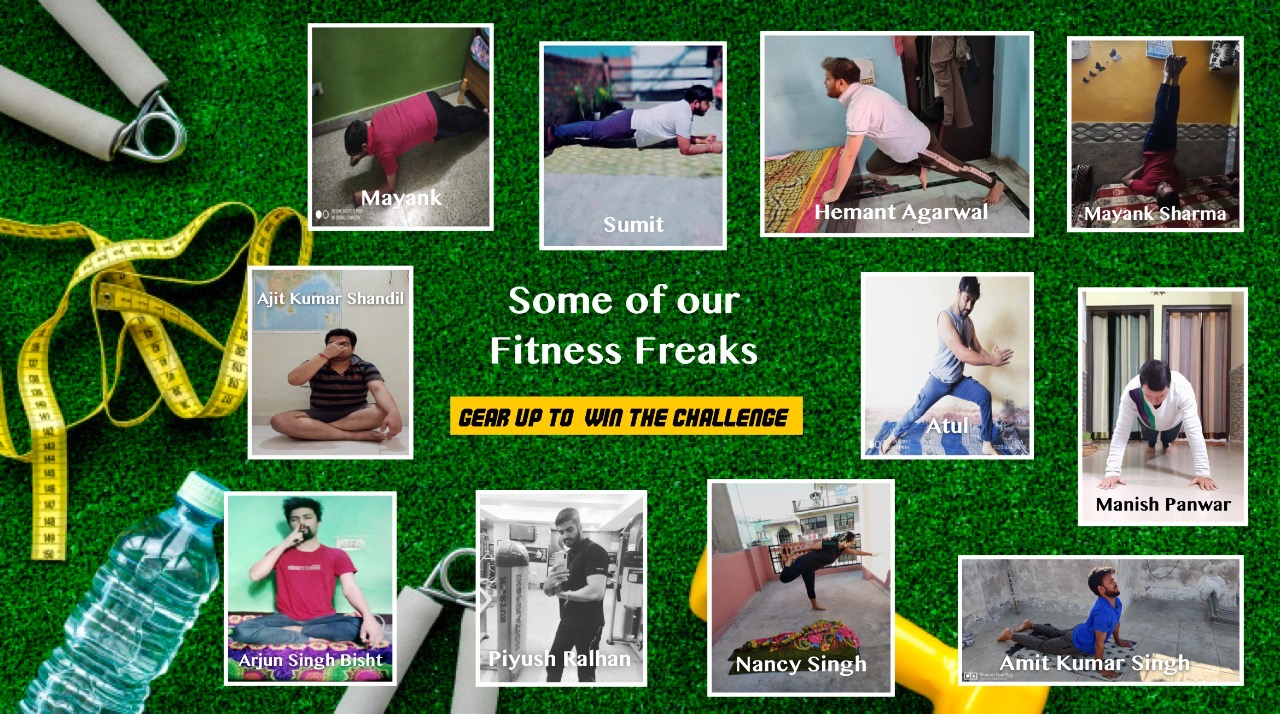 Mayank
Sumit
Hemant Agarwal
Mayank Sharma
Ajit Kumar Shandil
Some of our
Fitness Freaks
GEAR UP TO WIN THE CHALLENGE
Atul
Manish Panwar
Arjun Singh Bisht
Piyush Ralhan
Nancy Singh
Amit Kumar Singh